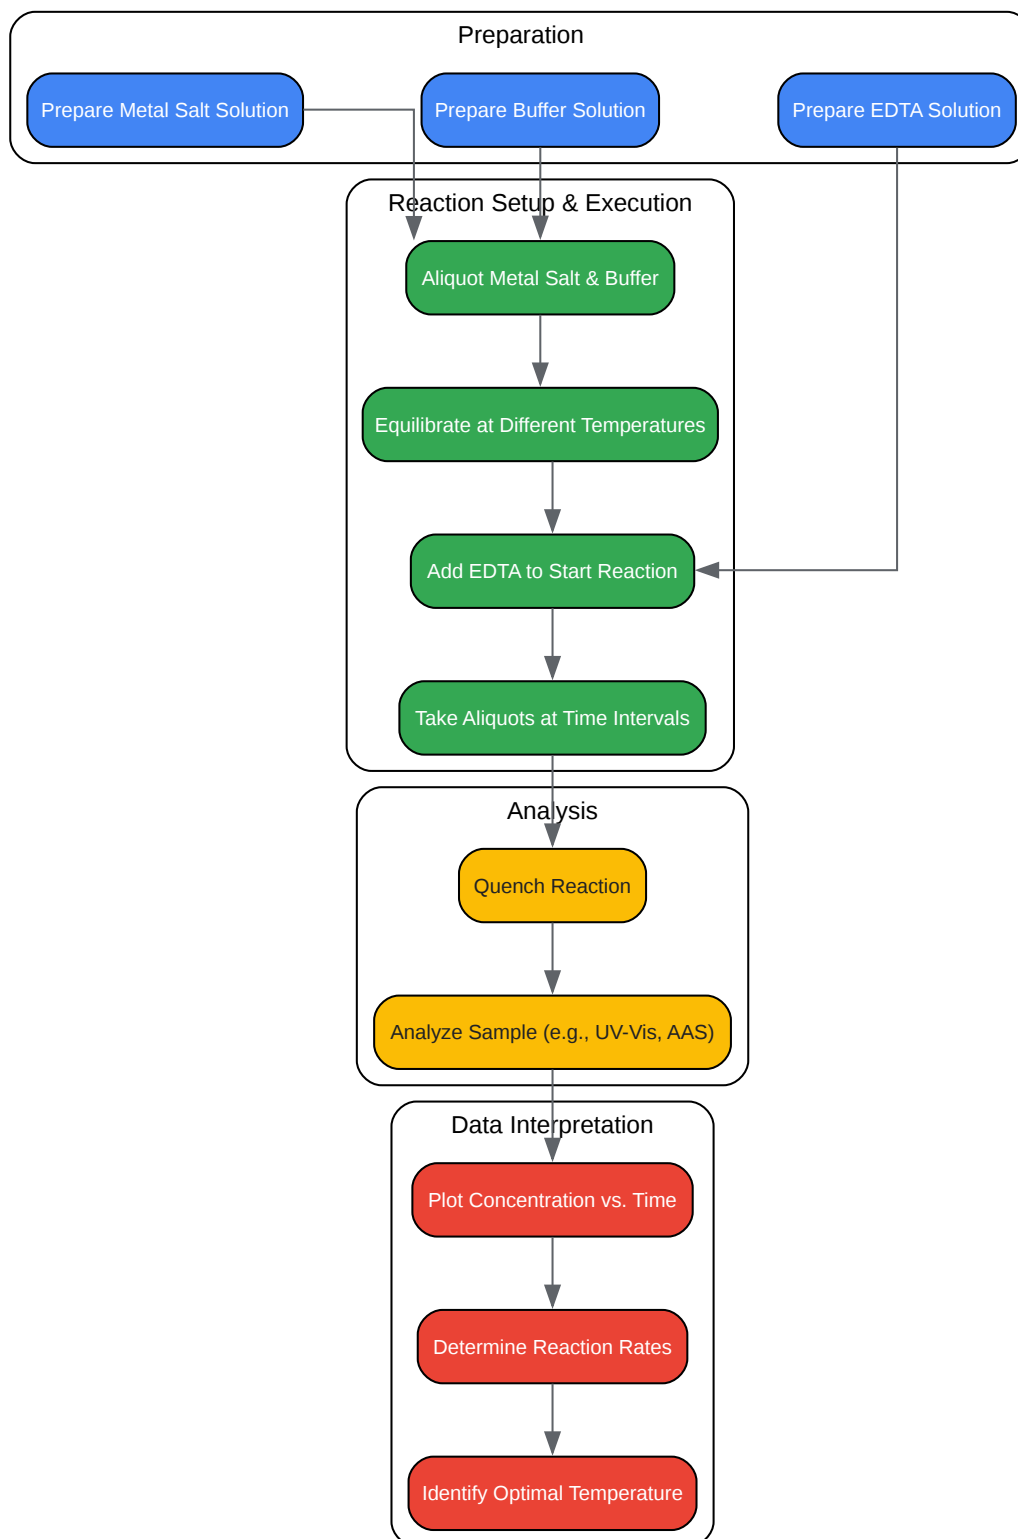 Preparation
Prepare Metal Salt Solution
Prepare Buffer Solution
Prepare EDTA Solution
Reaction Setup & Execution
Aliquot Metal Salt & Buffer
Equilibrate at Different Temperatures
Add EDTA to Start Reaction
Take Aliquots at Time Intervals
Analysis
Quench Reaction
Analyze Sample (e.g., UV-Vis, AAS)
Data Interpretation
Plot Concentration vs. Time
Determine Reaction Rates
Identify Optimal Temperature